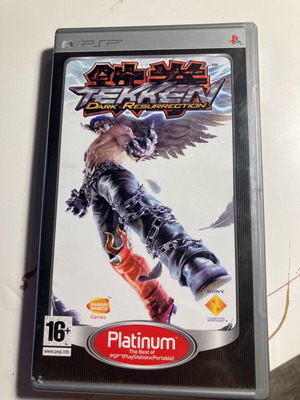 PSP
鉄拳
TM
TEKKEN
DARK RESURRECTION
BANDAI
NAMCO
Games
SONY
16+
www.pegi.info
Platinum
The Best of
PSP™(PlayStation®Portable)